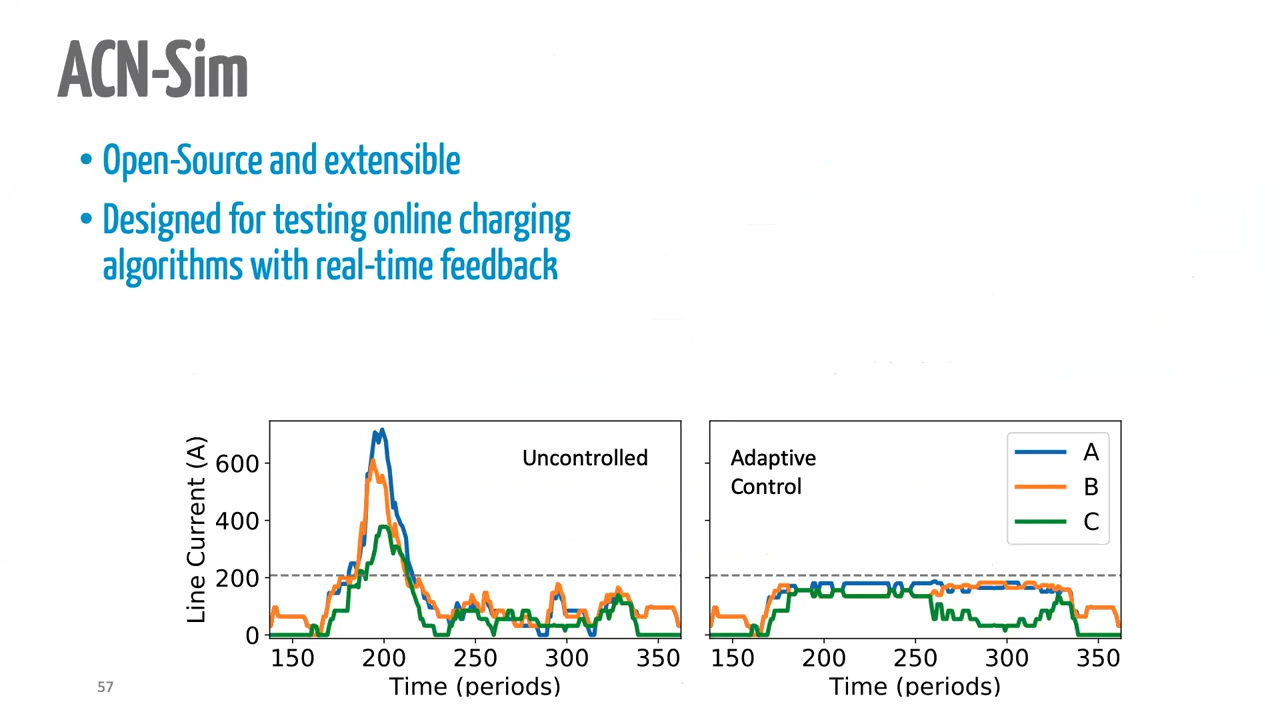 ACN-Sim
• Open-Source and extensible
• Designed for testing online charging
algorithms with real-time feedback
Line Current (A)
600
400
200
0
Uncontrolled
150 200 250 300 350
Time (periods)
Adaptive
Control
A
B
C
150 200 250 300 350
Time (periods)
57